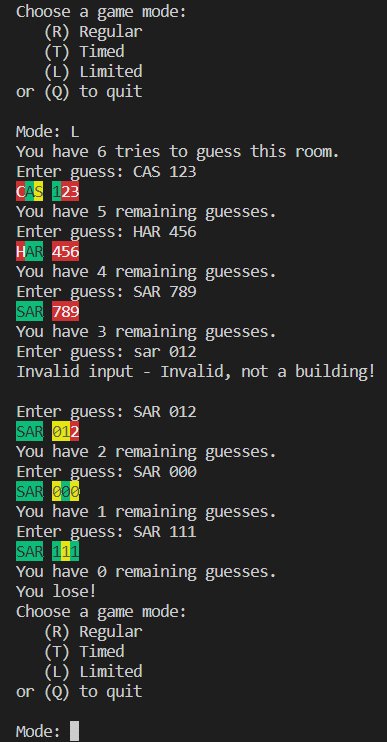 Choose a game mode:
(R) Regular
(T) Timed
(L) Limited
or (Q) to quit
Mode: L
You have 6 tries to guess this room.
Enter guess: CAS 123
CAS 123
You have 5 remaining guesses.
Enter guess: HAR 456
HAR 456
You have 4 remaining guesses.
Enter guess: SAR 789
SAR 789
You have 3 remaining guesses.
Enter guess: sar 012
Invalid input - Invalid, not a building!
Enter guess: SAR 012
SAR 012
You have 2 remaining guesses.
Enter guess: SAR 000
SAR 000
You have 1 remaining guesses.
Enter guess: SAR 111
SAR 111
You have 0 remaining guesses.
You lose!
Choose a game mode:
(R) Regular
(T) Timed
(L) Limited
or (Q) to quit
Mode: